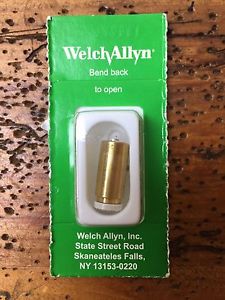 WelchAllyn®
Bend back
to open
Welch Allyn, Inc.
State Street Road
Skaneateles Falls,
NY 13153-0220